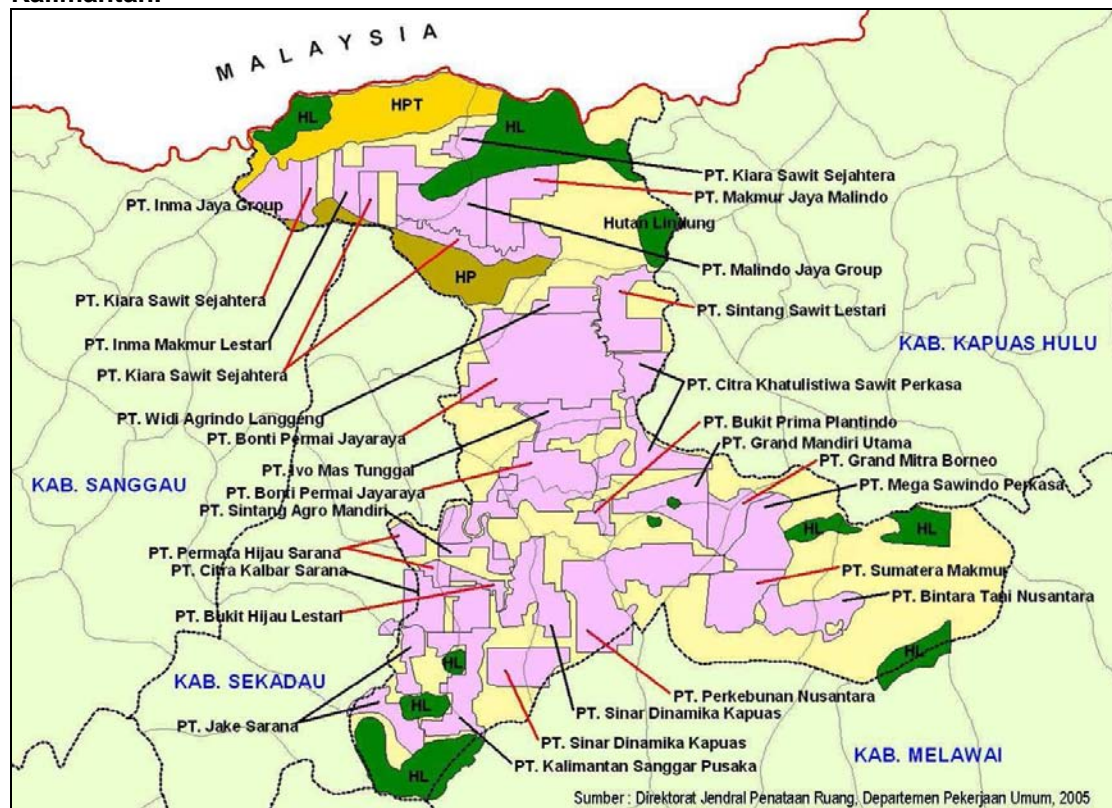 M A L A Y S I A
HPT
HL
HL
PT. Kiara Sawit Sejahtera
PT. Makmur Jaya Malindo
PT. Inma Jaya Group
Hutan Lindung
PT. Malindo Jaya Group
HP
PT. Kiara Sawit Sejahtera
PT. Sintang Sawit Lestari
PT. Inma Makmur Lestari
KAB. KAPUAS HULU
PT. Kiara Sawit Sejahtera
PT. Citra Khatulistiwa Sawit Perkasa
PT. Widi Agrindo Langgeng
PT. Bukit Prima Plantindo
PT. Bonti Permai Jayaraya
PT. Grand Mandiri Utama
PT. Grand Mitra Borneo
PT. Ivo Mas Tunggal
KAB. SANGGAU
PT. Mega Sawindo Perkasa
PT. Bonti Permai Jayaraya
PT. Sintang Agro Mandiri
HL
HL
PT. Permata Hijau Sarana
PT. Citra Kalbar Sarana
PT. Sumatera Makmur
PT. Bintara Tani Nusantara
PT. Bukit Hijau Lestari
HL
HL
KAB. SEKADAU
PT. Perkebunan Nusantara
HL
PT. Sinar Dinamika Kapuas
PT. Jake Sarana
PT. Sinar Dinamika Kapuas
KAB. MELAWAI
PT. Kalimantan Sanggar Pusaka
HL
Sumber : Direktorat Jendral Penataan Ruang, Departemen Pekerjaan Umum, 2005